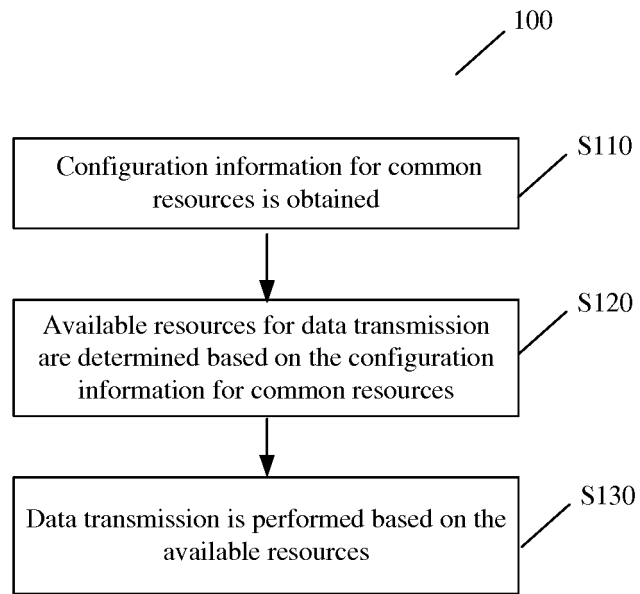 100
S110
Configuration information for common
resources is obtained
S120
Available resources for data transmission
are determined based on the configuration
information for common resources
S130
Data transmission is performed based on the
available resources